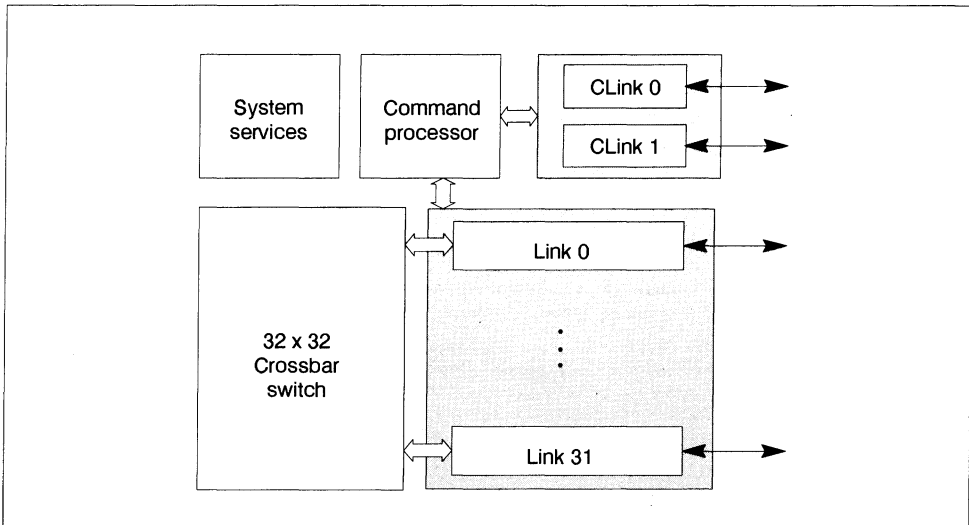 System
services
Command
processor
CLink 0
CLink 1
Link 0
32 x 32
Crossbar
switch
Link 31